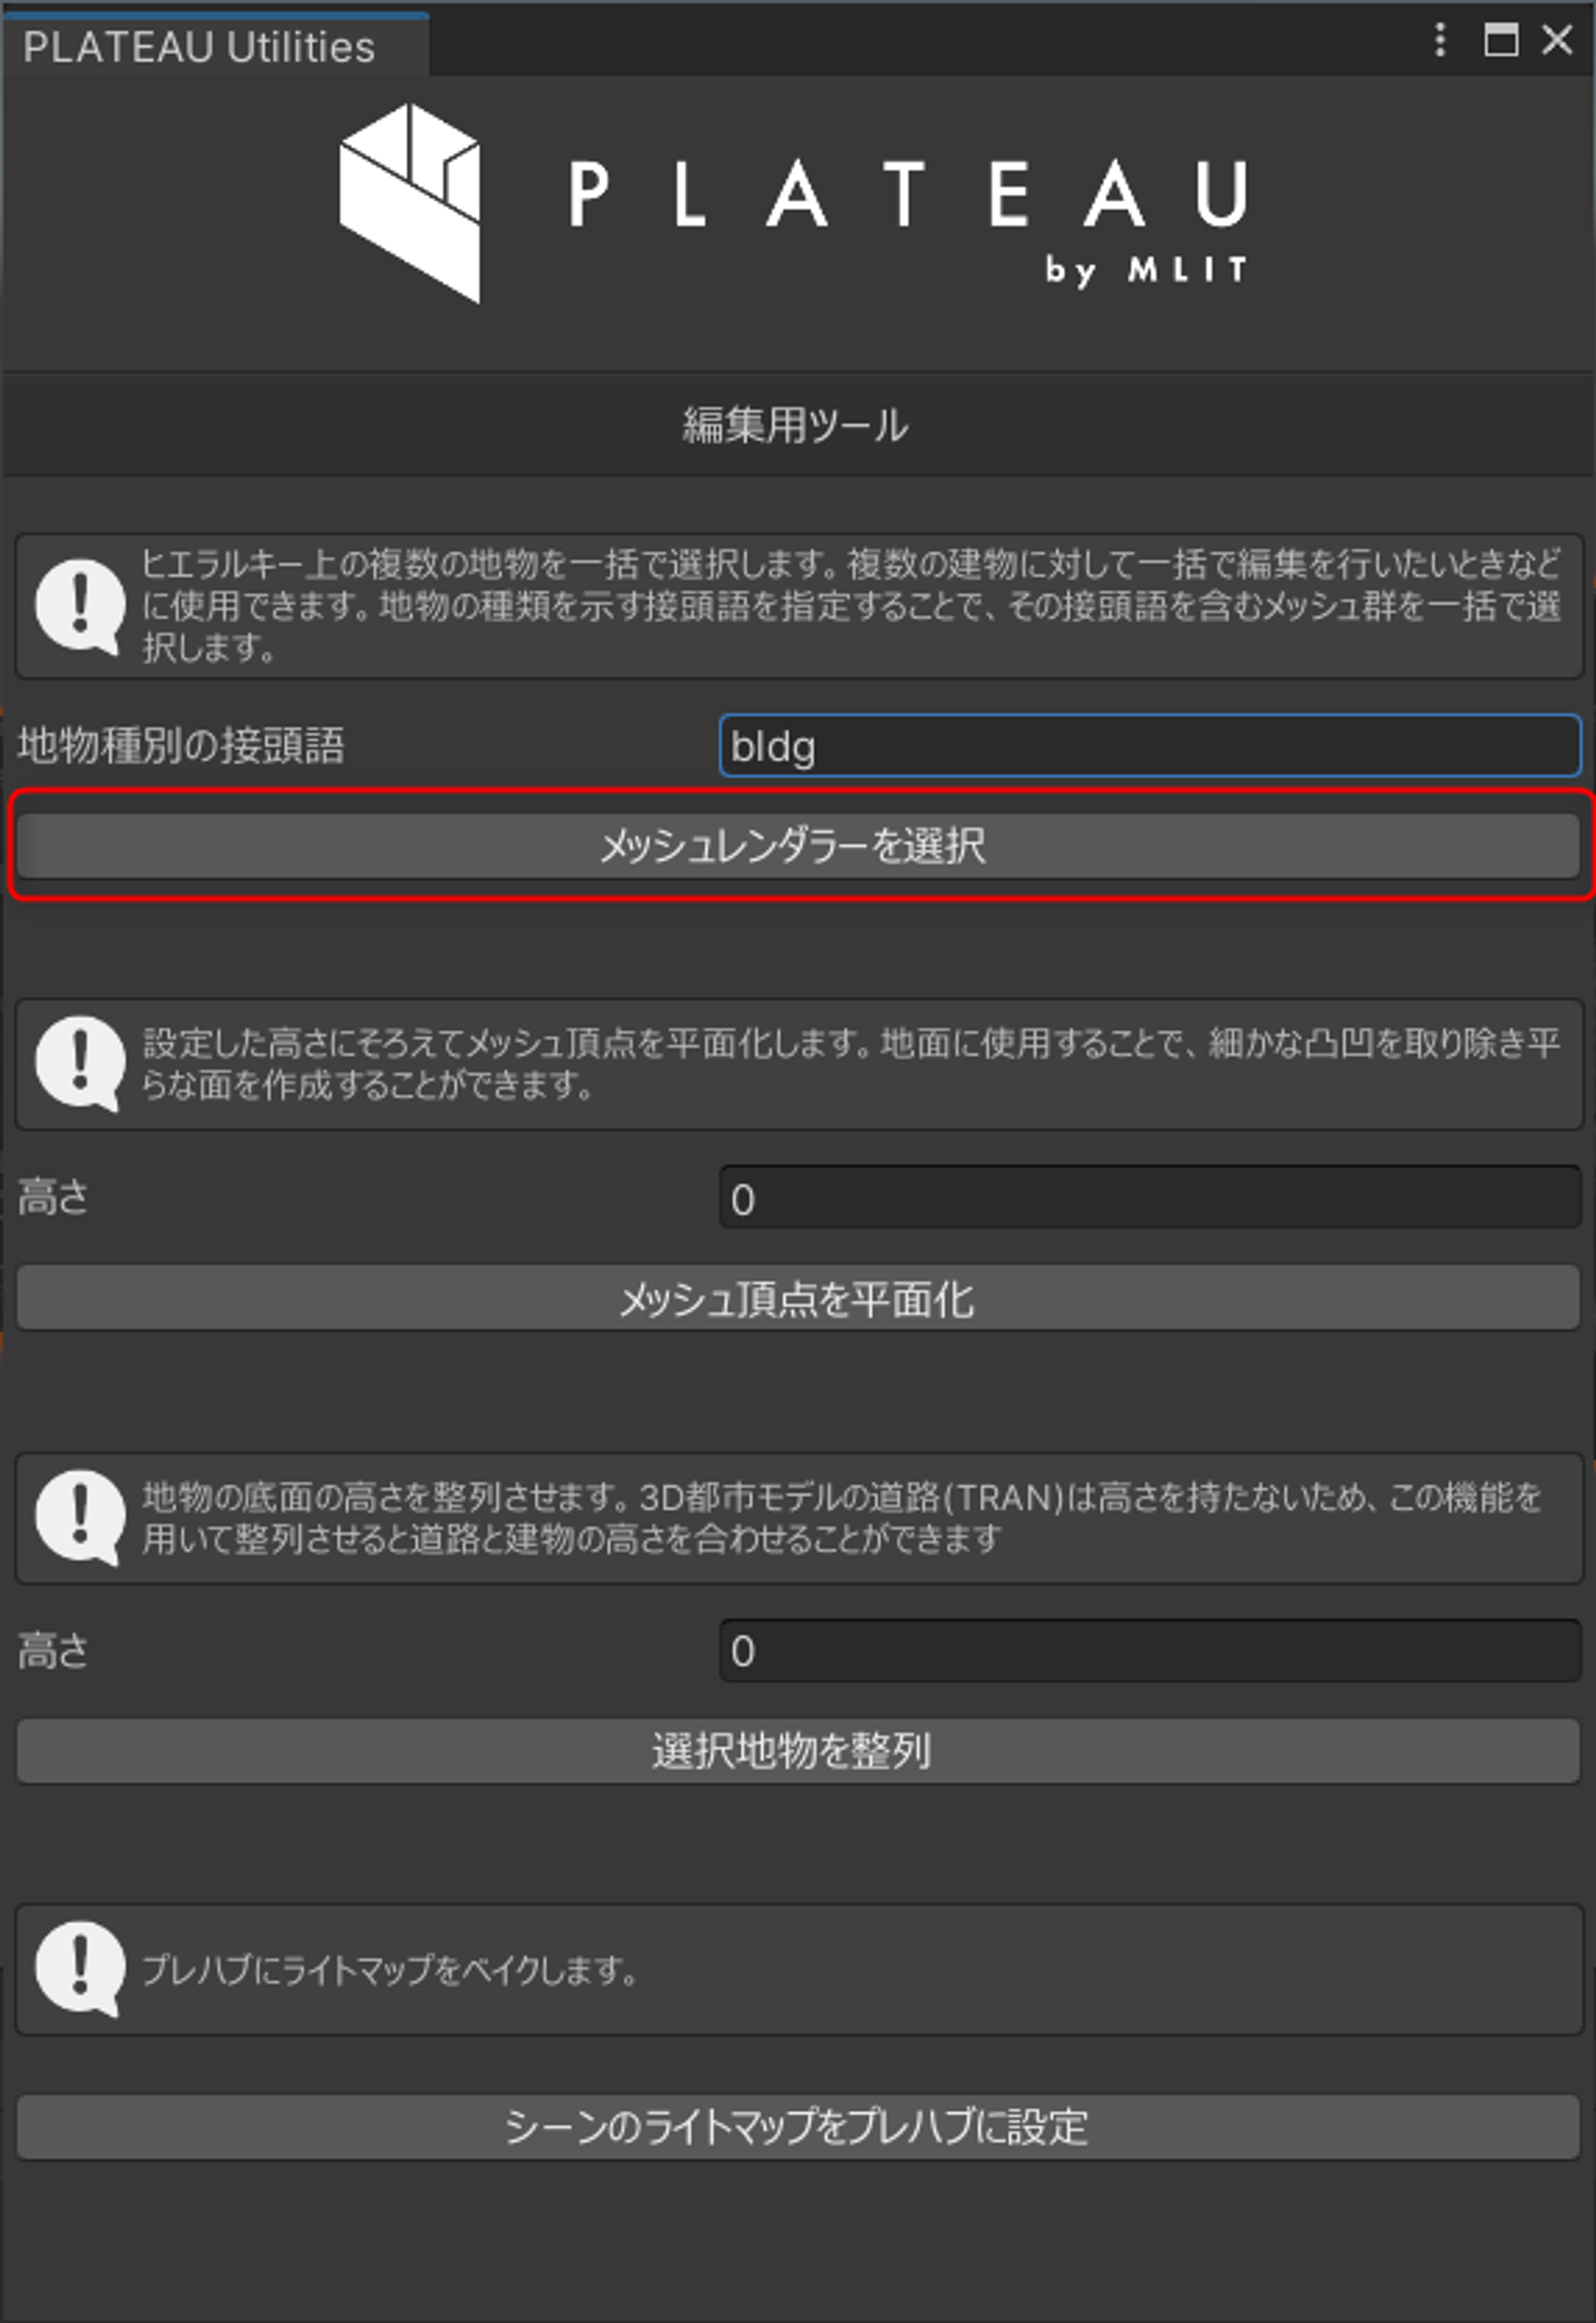 PLATEAU Utilities
PLATEAU
by MLIT
編集用ツール
ヒエラルキー上の複数の地物を一括で選択します。複数の建物に対して一括で編集を行いたいときなど
に使用できます。地物の種類を示す接頭語を指定することで、その接頭語を含むメッシュ群を一括で選
択します。
地物種別の接頭語
bldg
メッシュレンダラーを選択
設定した高さにそろえてメッシュ頂点を平面化します。地面に使用することで、細かな凸凹を取り除き平
らな面を作成することができます。
高さ
0
メッシュ頂点を平面化
地物の底面の高さを整列させます。3D都市モデルの道路(TRAN)は高さを持たないため、この機能を
用いて整列させると道路と建物の高さを合わせることができます
高さ
0
選択地物を整列
プレハブにライトマップをベイクします。
シーンのライトマップをプレハブに設定